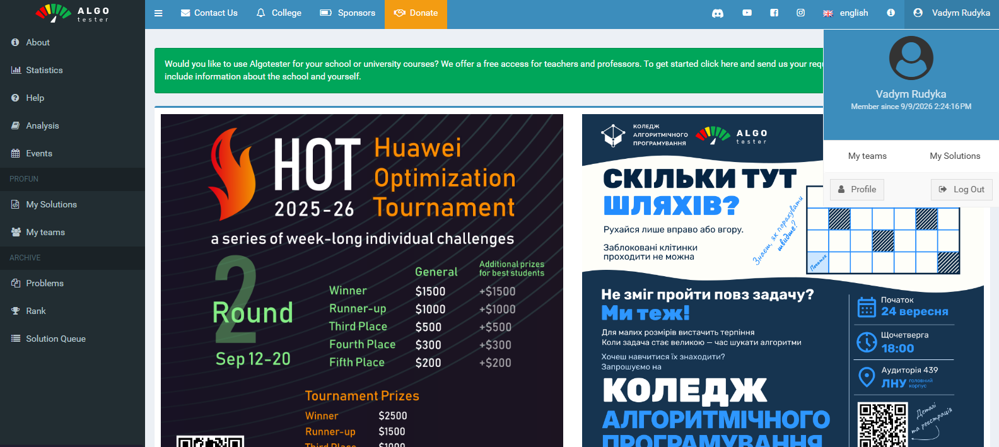 ALGO
tester
Contact Us
College
Sponsors
Donate
english
Vadym Rudyka
About
Statistics
Help
Analysis
Events
PROFUN
My Solutions
My teams
ARCHIVE
Problems
Rank
Solution Queue
Would you like to use Algotester for your school or university courses? We offer a free access for teachers and professors. To get started click here and send us your requ
include information about the school and yourself.
Vadym Rudyka
Member since 9/9/2026 2:24:16 PM
My teams
My Solutions
Profile
Log Out
HOT
2025-26
Huawei
Optimization
Tournament
a series of week-long individual challenges
2
Round
Sep 12-20
General
Additional prizes
for best students
Winner $1500 +$1500
Runner-up $1000 +$1000
Third Place $500 +$500
Fourth Place $300 +$300
Fifth Place $200 +$200
Tournament Prizes
Winner $2500
Runner-up $1500
Third Place $1000
КОЛЕДЖ
АЛГОРИТМІЧНОГО
ПРОГРАМУВАННЯ
ALGO
tester
СКІЛЬКИ ТУТ
ШЛЯХІВ?
Рухайся лише вправо або вгору.
Заблоковані клітинки
проходити не можна
Знаєш, як порахувати
швидше?
Початок
Не зміг пройти повз задачу?
Ми теж!
Для малих розмірів вистачить терпіння
Коли задача стає великою — час шукати алгоритми
Хочеш навчитися їх знаходити?
Запрошуємо на
КОЛЕДЖ
АЛГОРИТМІЧНОГО
ПРОГРАМУВАННЯ
Початок
24 вересня
Щочетверга
18:00
Аудиторія 439
ЛНУ головний
корпус
Деталі
та реєстрація